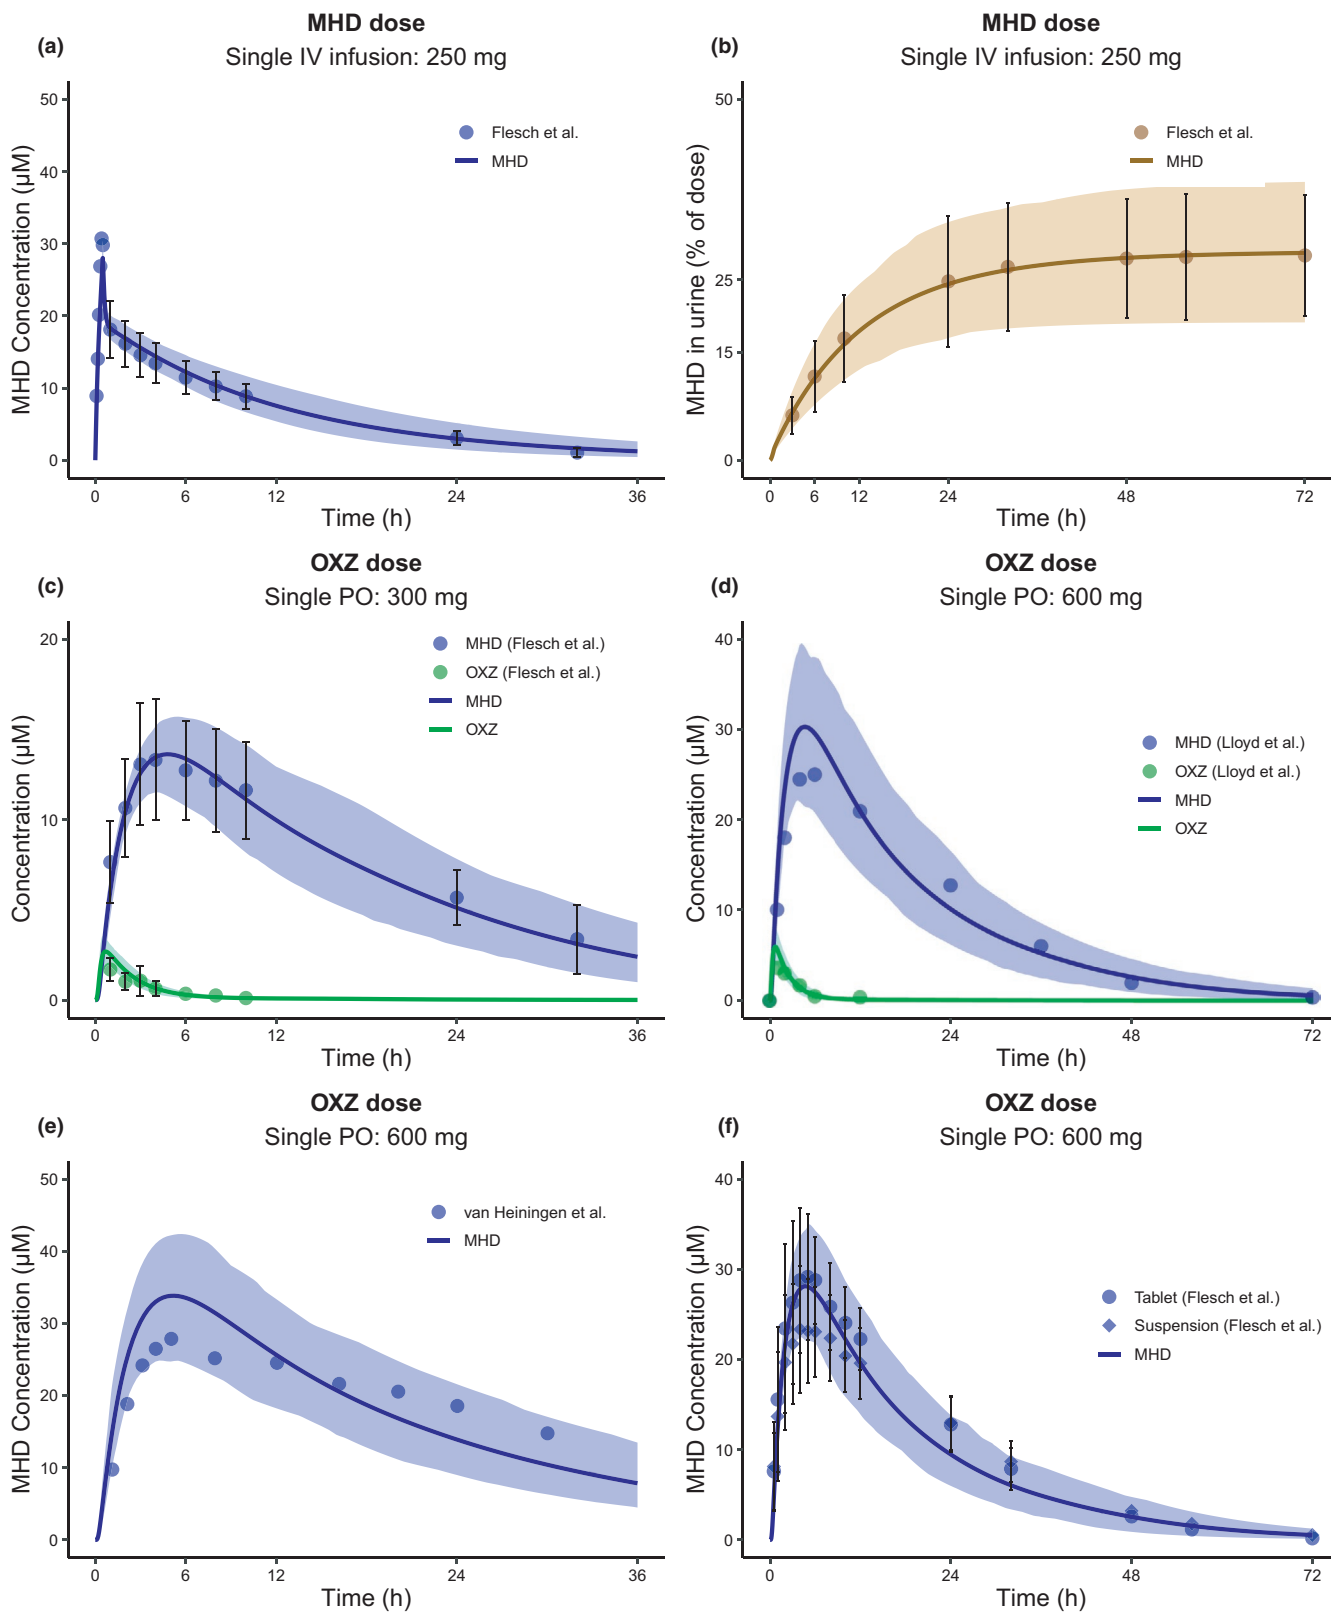 MHD dose
(a)
Single IV infusion: 250 mg
50
40
30
20
10
0
MHD Concentration (µM)
Flesch et al.
MHD
0 6 12 24 36
Time (h)
MHD dose
(b)
Single IV infusion: 250 mg
50
25
15
0
MHD in urine (% of dose)
Flesch et al.
MHD
0 6 12 24 48 72
Time (h)
OXZ dose
(c)
Single PO: 300 mg
20
10
0
Concentration (µM)
MHD (Flesch et al.)
OXZ (Flesch et al.)
MHD
OXZ
0 6 12 24 36
Time (h)
OXZ dose
(d)
Single PO: 600 mg
40
30
20
10
0
Concentration (µM)
MHD (Lloyd et al.)
OXZ (Lloyd et al.)
MHD
OXZ
0 24 48 72
Time (h)
OXZ dose
(e)
Single PO: 600 mg
50
40
30
20
10
0
MHD Concentration (µM)
van Heiningen et al.
MHD
0 6 12 24 36
Time (h)
OXZ dose
(f)
Single PO: 600 mg
40
30
20
10
0
MHD Concentration (µM)
Tablet (Flesch et al.)
Suspension (Flesch et al.)
MHD
0 24 48 72
Time (h)